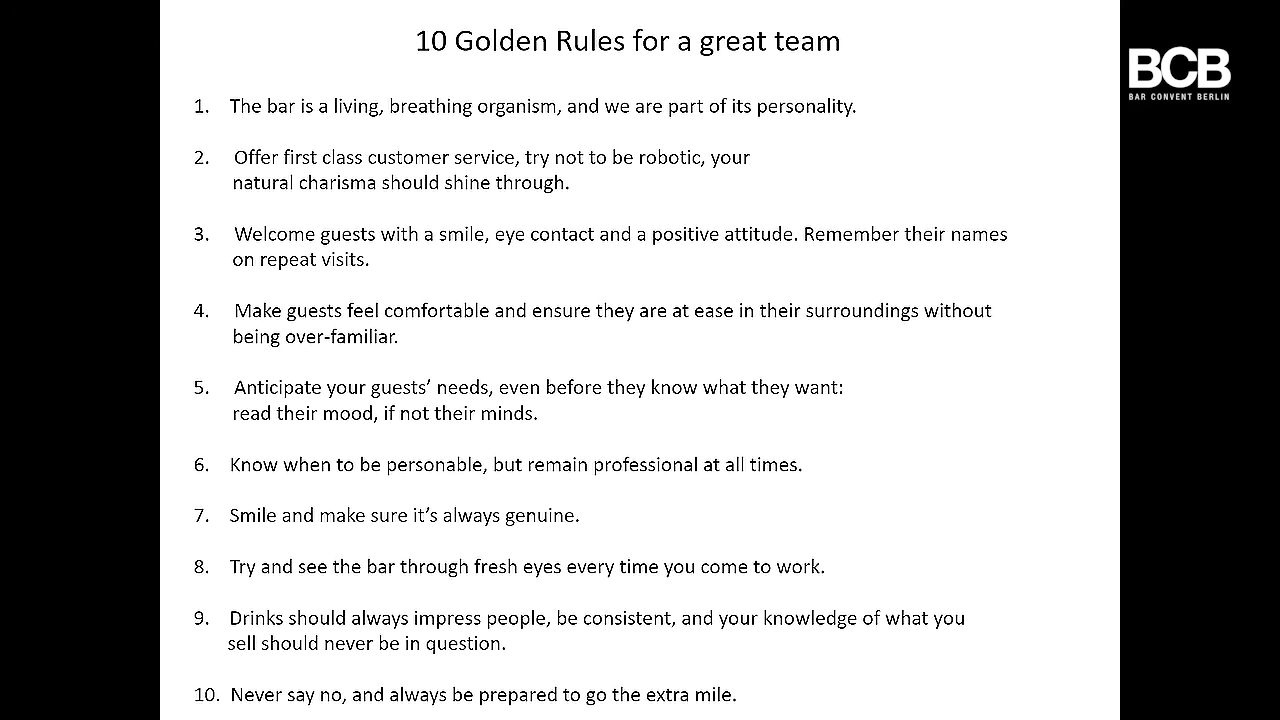 10 Golden Rules for a great team
BCB
BAR CONVENT BERLIN
1. The bar is a living, breathing organism, and we are part of its personality.
2. Offer first class customer service, try not to be robotic, your
natural charisma should shine through.
3. Welcome guests with a smile, eye contact and a positive attitude. Remember their names
on repeat visits.
4. Make guests feel comfortable and ensure they are at ease in their surroundings without
being over-familiar.
5. Anticipate your guests’ needs, even before they know what they want:
read their mood, if not their minds.
6. Know when to be personable, but remain professional at all times.
7. Smile and make sure it’s always genuine.
8. Try and see the bar through fresh eyes every time you come to work.
9. Drinks should always impress people, be consistent, and your knowledge of what you
sell should never be in question.
10. Never say no, and always be prepared to go the extra mile.